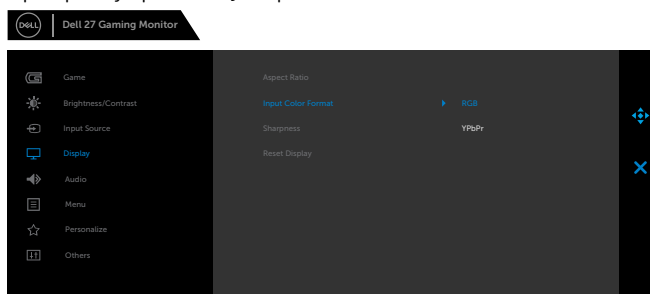 DELL
Dell 27 Gaming Monitor
Game
Aspect Ratio
Brightness/Contrast
Input Color Format
RGB
Input Source
Sharpness
YPbPr
Display
Reset Display
Audio
Menu
Personalize
Others